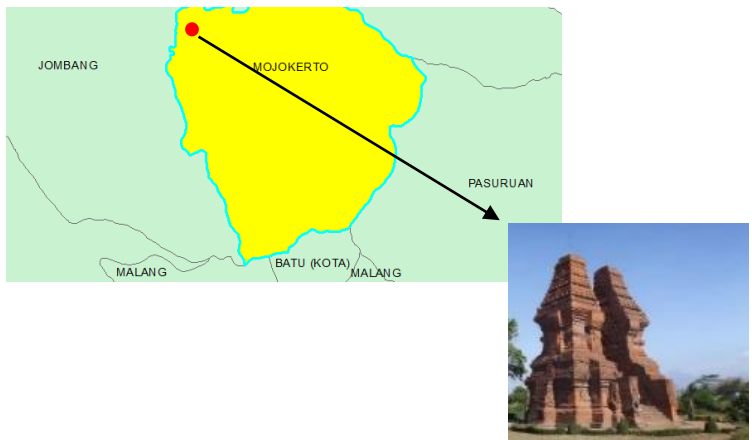 JOMBANG
MOJOKERTO
PASURUAN
MALANG
BATU (KOTA)
MALANG